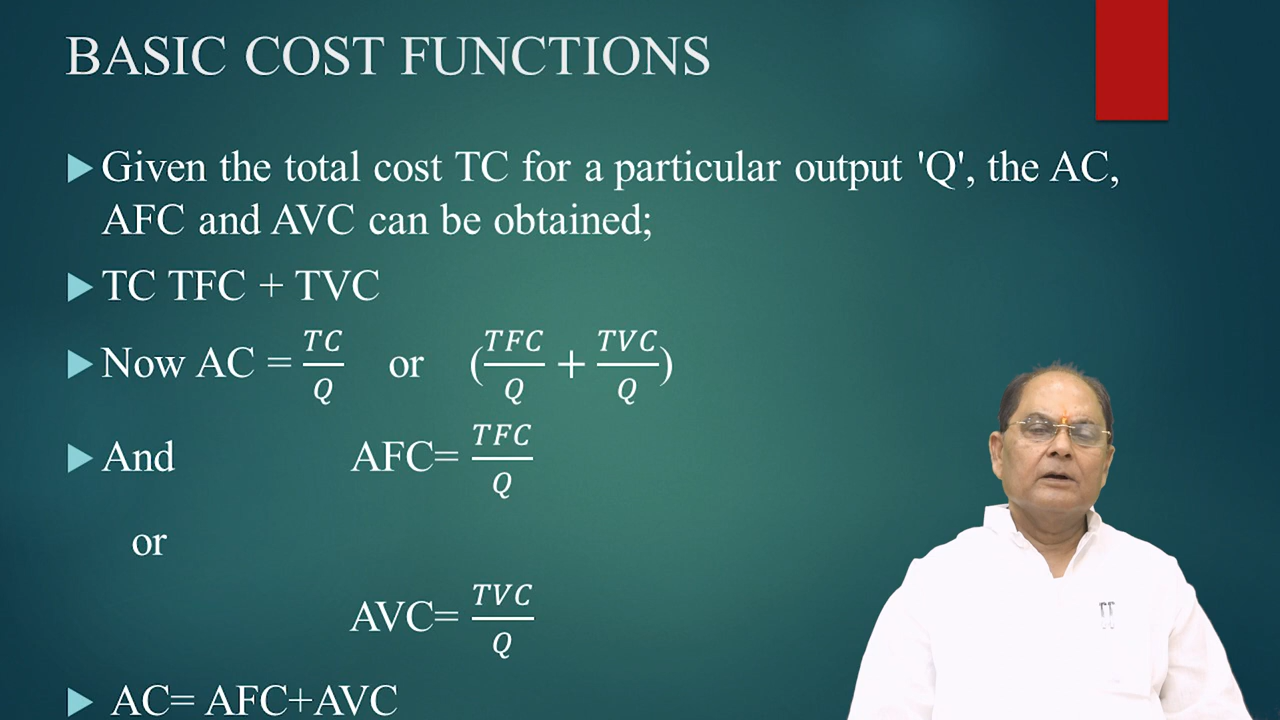 BASIC COST FUNCTIONS
Given the total cost TC for a particular output 'Q', the AC,
AFC and AVC can be obtained;
TC TFC + TVC
Now AC = TC/Q or (TFC/Q + TVC/Q)
And AFC= TFC/Q
or
AVC= TVC/Q
AC= AFC+AVC